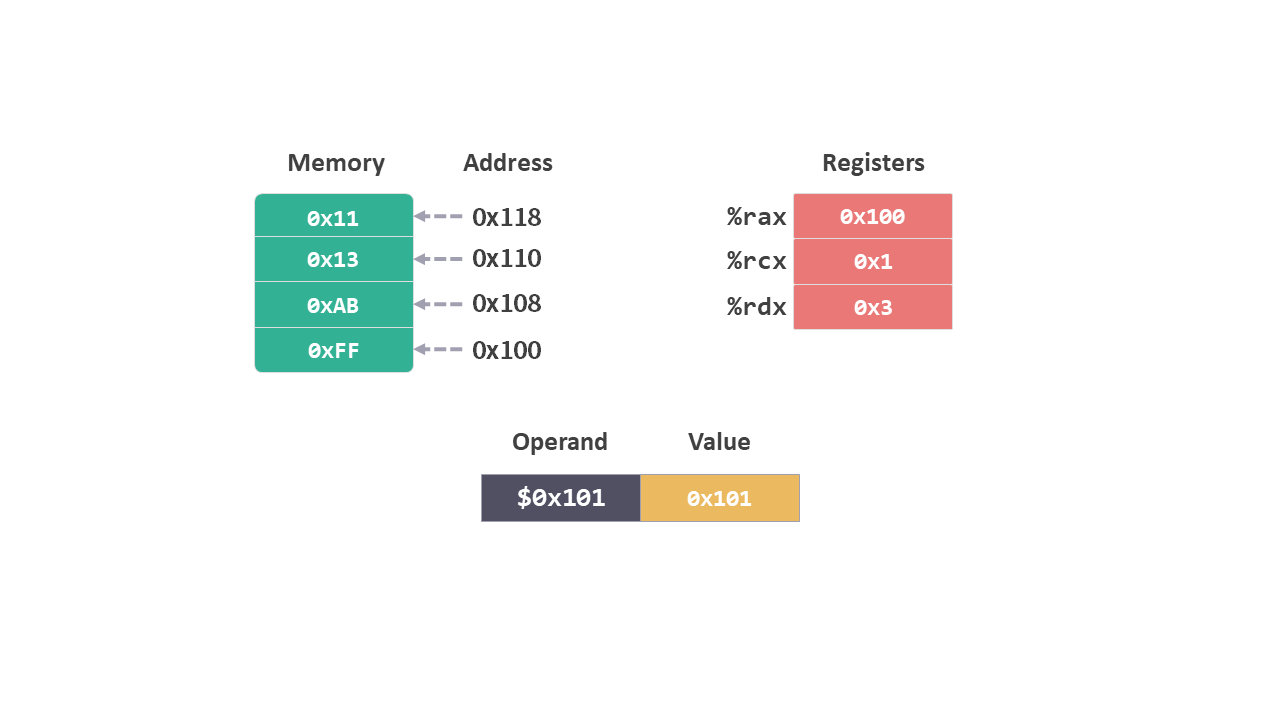 Memory Address Registers
0x11 0x118 %rax 0x100
0x13 0x110 %rcx 0x1
0xAB 0x108 %rdx 0x3
0xFF 0x100
Operand Value
$0x101 0x101